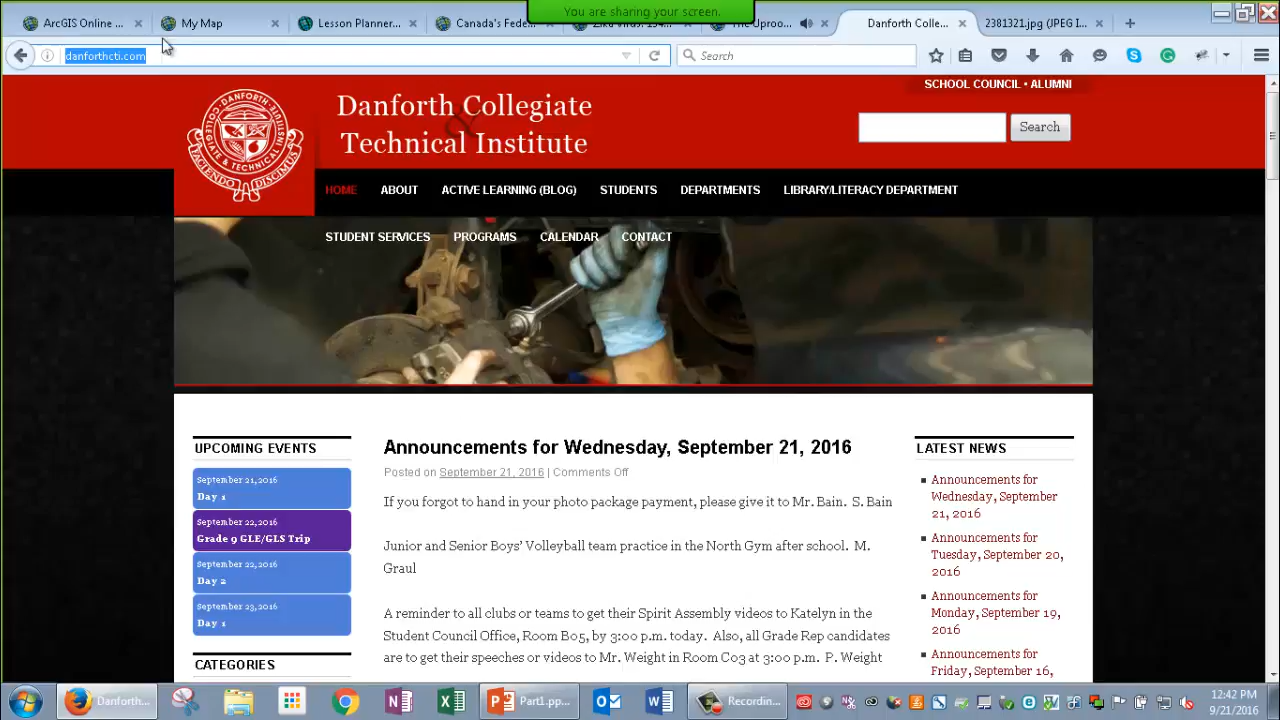 You are sharing your screen.
ArcGIS Online ...
My Map
Lesson Planner...
Canada's Fede...
Zika Virus: 154...
The Uproo...
Danforth Colle...
2381321.jpg (JPEG I...
danforthcti.com
Search
SCHOOL COUNCIL • ALUMNI
Danforth Collegiate
Technical Institute
Search
DANFORTH
COLLEGIATE & TECHNICAL INSTITUTE
FACIENDO DISCIMUS
HOME ABOUT ACTIVE LEARNING (BLOG) STUDENTS DEPARTMENTS LIBRARY/LITERACY DEPARTMENT
STUDENT SERVICES PROGRAMS CALENDAR CONTACT
UPCOMING EVENTS
September 21,2016
Day 1
September 22,2016
Grade 9 GLE/GLS Trip
September 22,2016
Day 2
September 23,2016
Day 1
CATEGORIES
Announcements for Wednesday, September 21, 2016
Posted on September 21, 2016 | Comments Off
If you forgot to hand in your photo package payment, please give it to Mr. Bain. S. Bain
Junior and Senior Boys' Volleyball team practice in the North Gym after school. M.
Graul
A reminder to all clubs or teams to get their Spirit Assembly videos to Katelyn in the
Student Council Office, Room B05, by 3:00 p.m. today. Also, all Grade Rep candidates
are to get their speeches or videos to Mr. Weight in Room C03 at 3:00 p.m. P. Weight
LATEST NEWS
Announcements for
Wednesday, September
21, 2016
Announcements for
Tuesday, September 20,
2016
Announcements for
Monday, September 19,
2016
Announcements for
Friday, September 16,
Danforth...
Part1.pp...
Recordin...
12:42 PM
9/21/2016